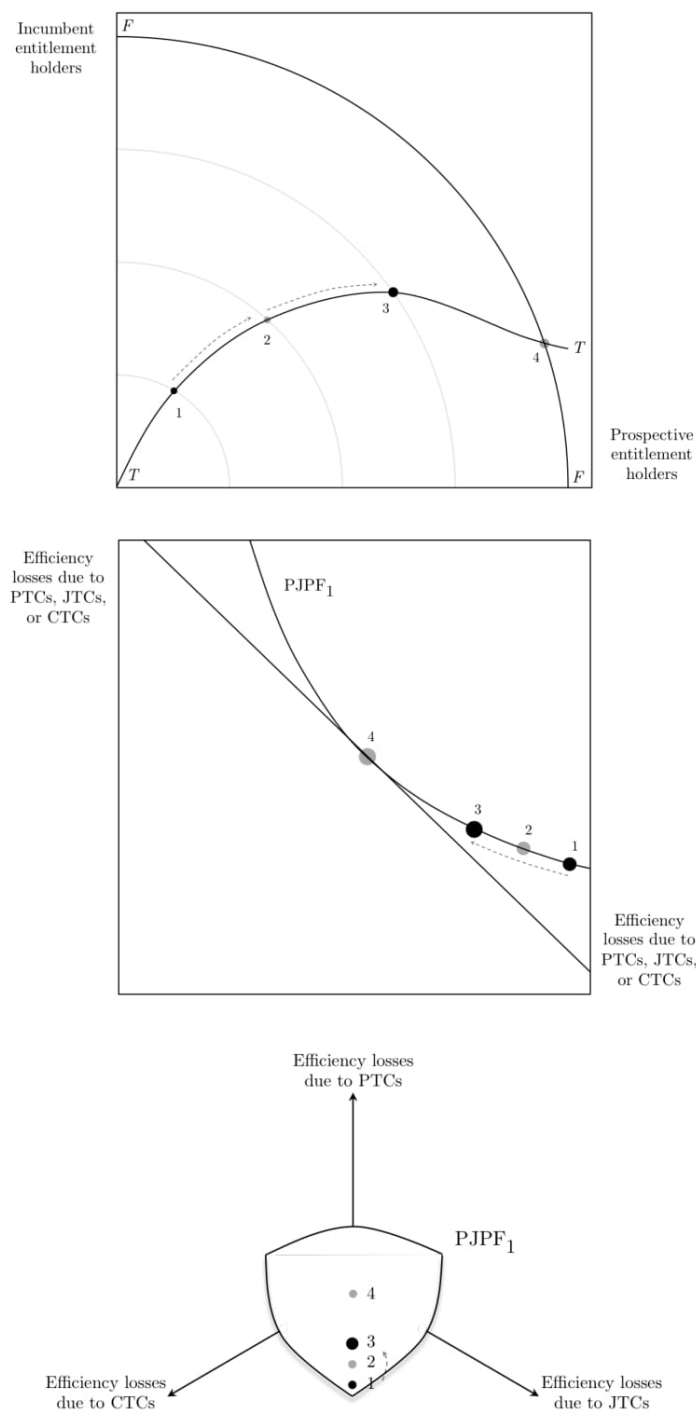 Incumbent
entitlement
holders
F
3
2
1
4
T
T
F
Prospective
entitlement
holders
Efficiency
losses due to
PTCs, JTCs,
or CTCs
PJPF1
4
3
2
1
Efficiency
losses due to
PTCs, JTCs,
or CTCs
Efficiency losses
due to PTCs
PJPF1
4
3
2
1
Efficiency losses
due to CTCs
Efficiency losses
due to JTCs